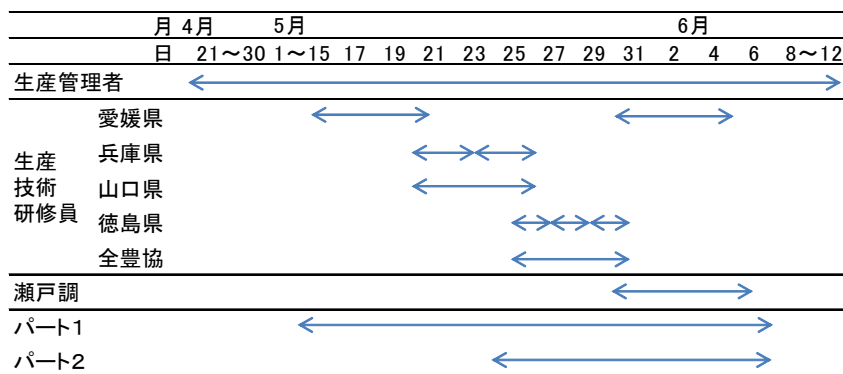 月 4月 5月 6月
日 21～30 1～15 17 19 21 23 25 27 29 31 2 4 6 8～12
生産管理者
愛媛県
兵庫県
生産
技術
研修員
山口県
徳島県
全豊協
瀬戸調
パート1
パート2